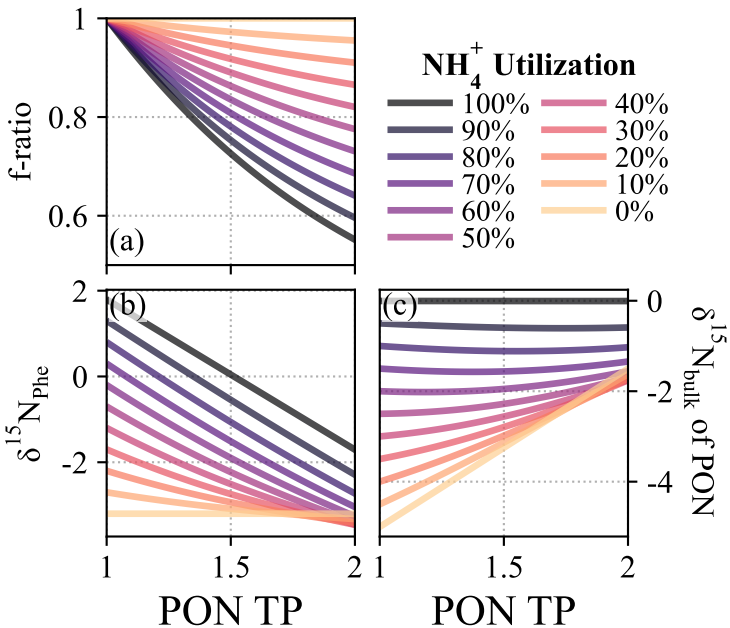 1
0.8
0.6
f-ratio
(a)
NH₄⁺ Utilization
100%
90%
80%
70%
60%
50%
40%
30%
20%
10%
0%
2
0
-2
δ¹⁵N_Phe
(b)
1
1.5
2
PON TP
(c)
0
-2
-4
δ¹⁵N_bulk of PON
1
1.5
2
PON TP